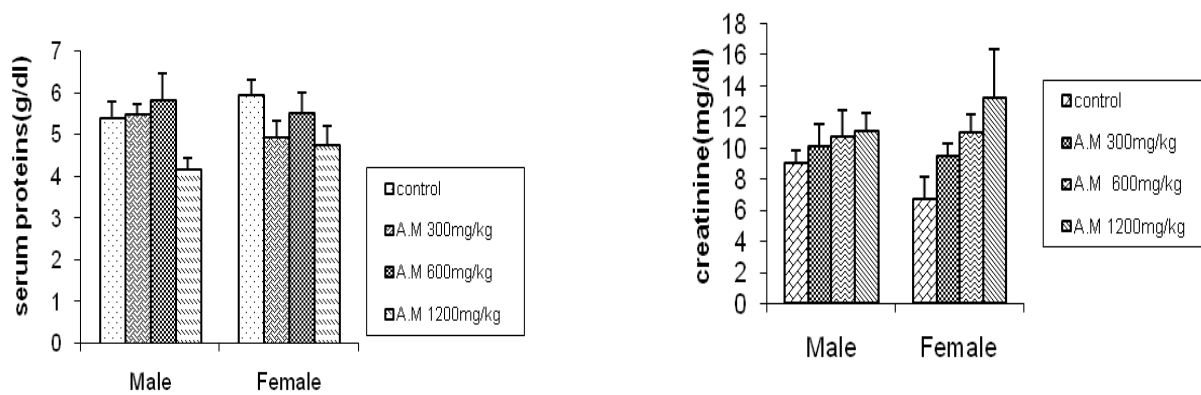 serum proteins(g/dl)
7
6
5
4
3
2
1
0
Male Female
control
A.M 300mg/kg
A.M 600mg/kg
A.M 1200mg/kg
creatinine(mg/dl)
18
16
14
12
10
8
6
4
2
0
Male Female
control
A.M 300mg/kg
A.M 600mg/kg
A.M 1200mg/kg